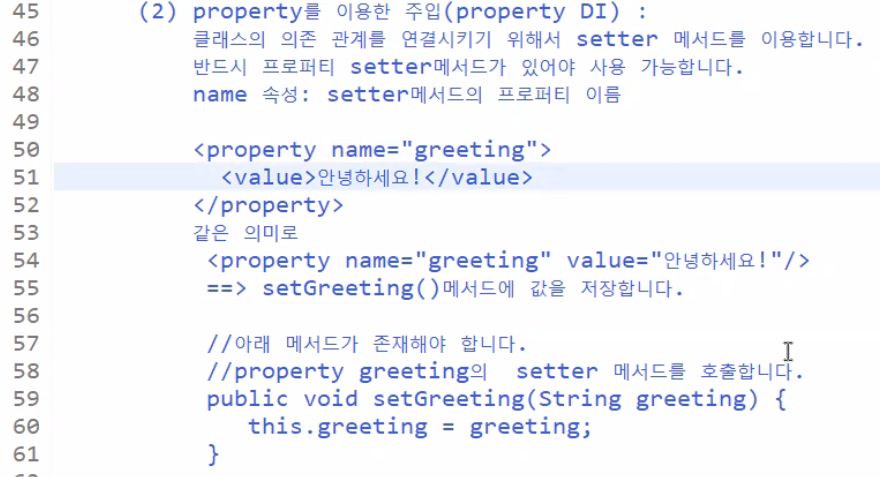 45 (2) property를 이용한 주입(property DI) :
46 클래스의 의존 관계를 연결시키기 위해서 setter 메서드를 이용합니다.
47 반드시 프로퍼티 setter메서드가 있어야 사용 가능합니다.
48 name 속성: setter메서드의 프로퍼티 이름
49
50 <property name="greeting">
51 <value>안녕하세요!</value>
52 </property>
53 같은 의미로
54 <property name="greeting" value="안녕하세요!"/>
55 ==> setGreeting()메서드에 값을 저장합니다.
56
57 //아래 메서드가 존재해야 합니다.
58 //property greeting의 setter 메서드를 호출합니다.
59 public void setGreeting(String greeting) {
60 this.greeting = greeting;
61 }